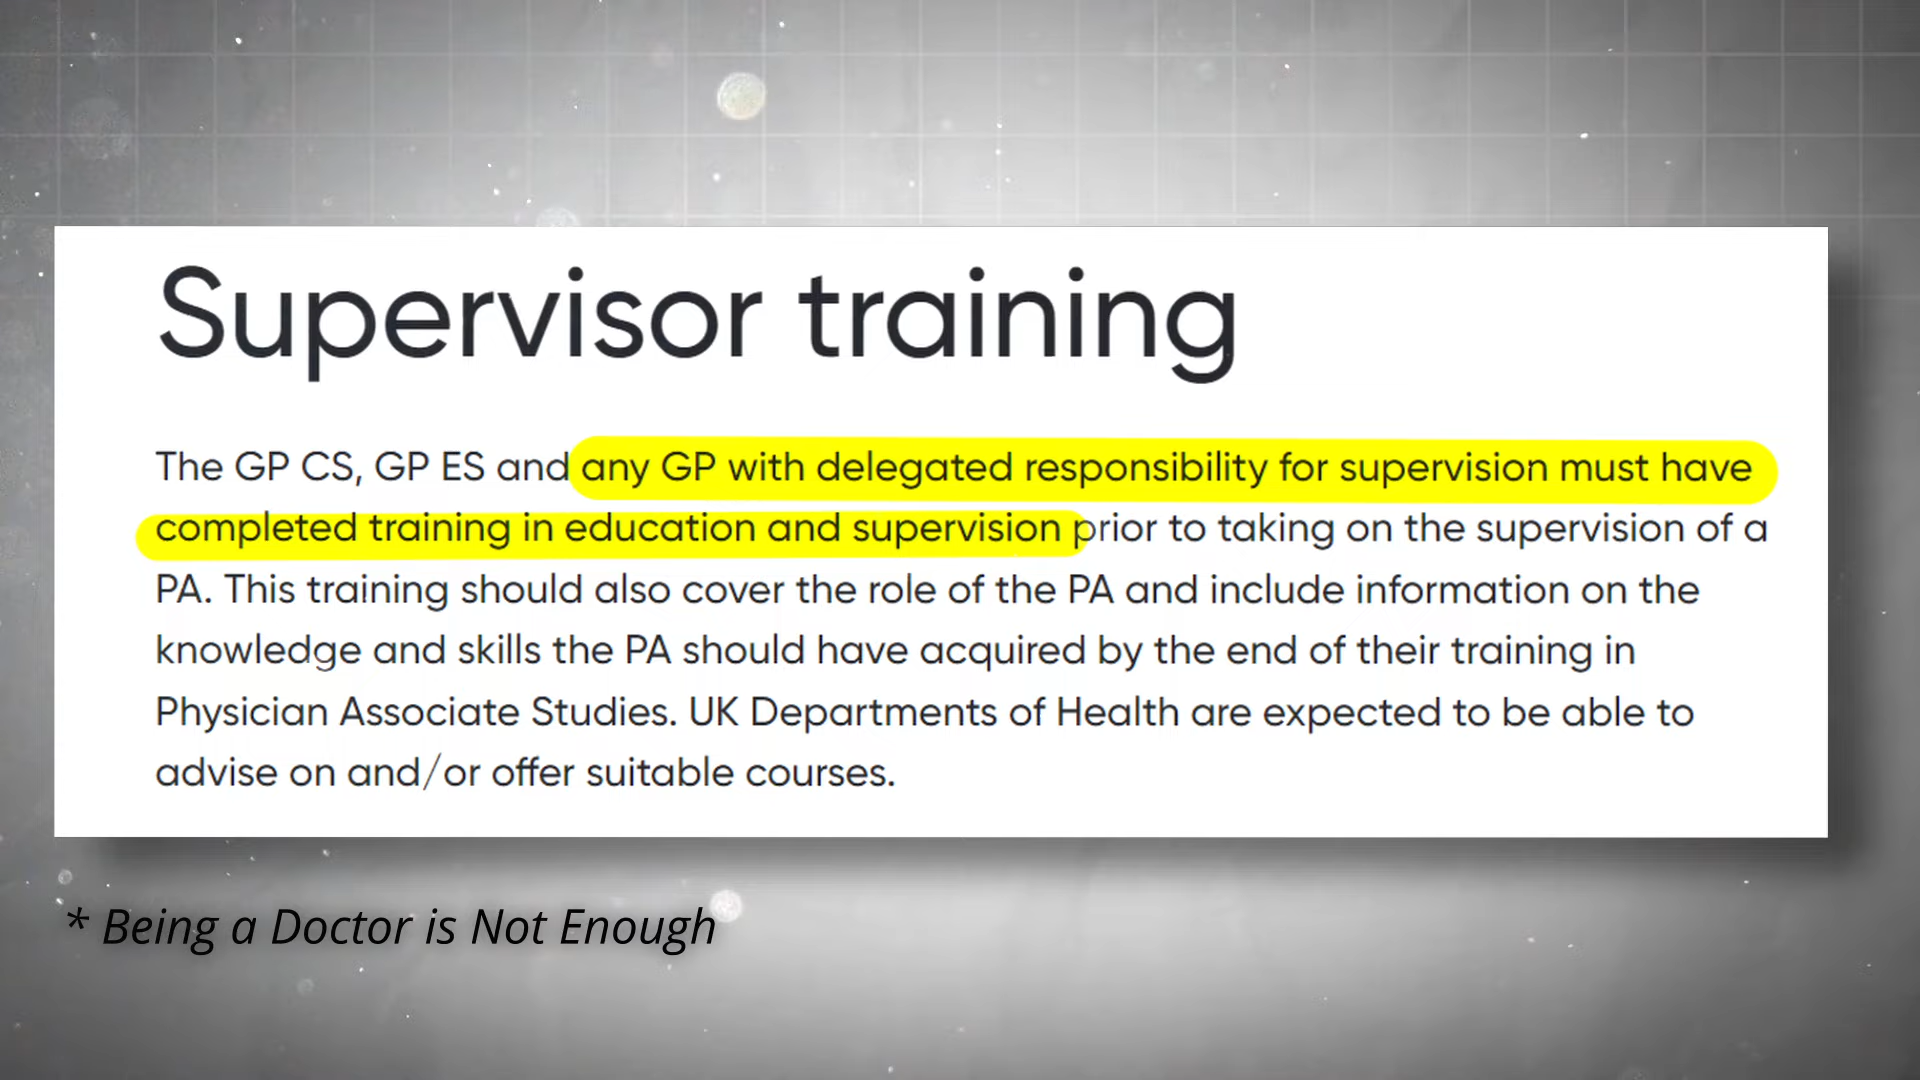 Supervisor training
The GP CS, GP ES and any GP with delegated responsibility for supervision must have
completed training in education and supervision prior to taking on the supervision of a
PA. This training should also cover the role of the PA and include information on the
knowledge and skills the PA should have acquired by the end of their training in
Physician Associate Studies. UK Departments of Health are expected to be able to
advise on and/or offer suitable courses.
* Being a Doctor is Not Enough